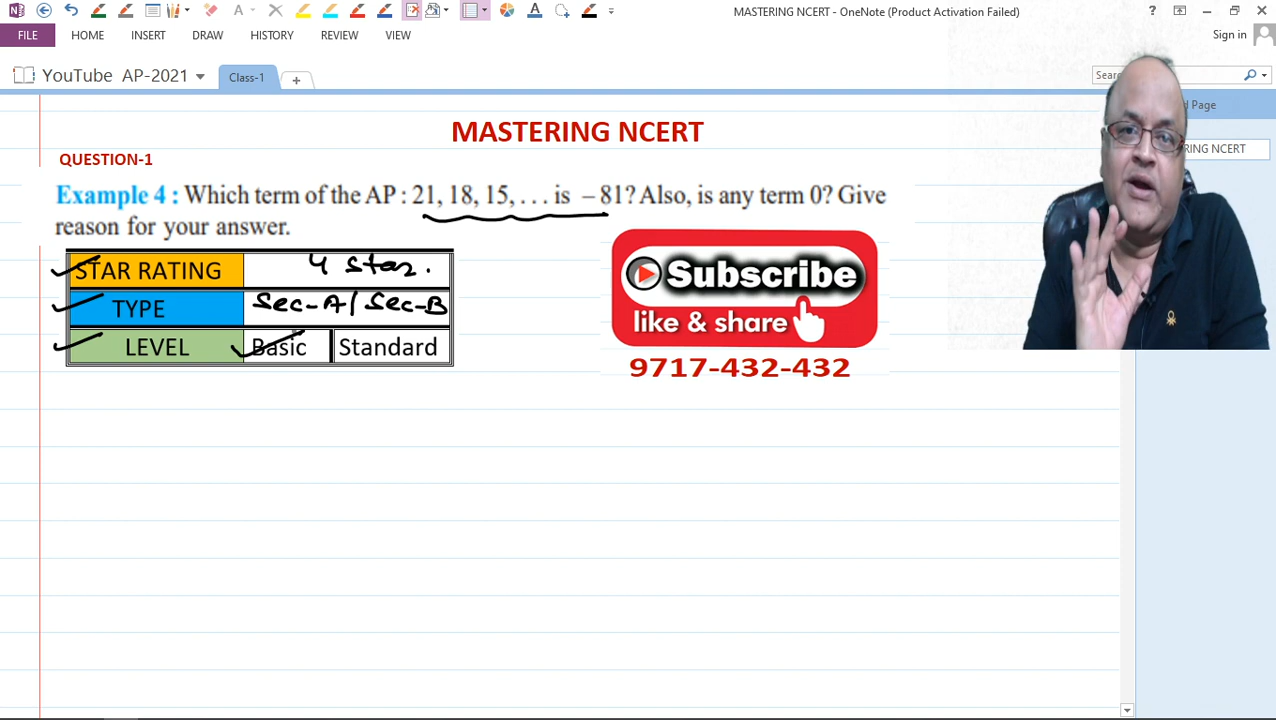 MASTERING NCERT - OneNote (Product Activation Failed)
FILE HOME INSERT DRAW HISTORY REVIEW VIEW Sign in
YouTube AP-2021 Class-1 +
d Page
MASTERING NCERT
RING NCERT
QUESTION-1
Example 4 : Which term of the AP : 21, 18, 15, . . . is – 81? Also, is any term 0? Give
reason for your answer.
STAR RATING 4 star.
TYPE Sec-A/Sec-B
LEVEL Basic Standard
Subscribe
like & share
9717-432-432